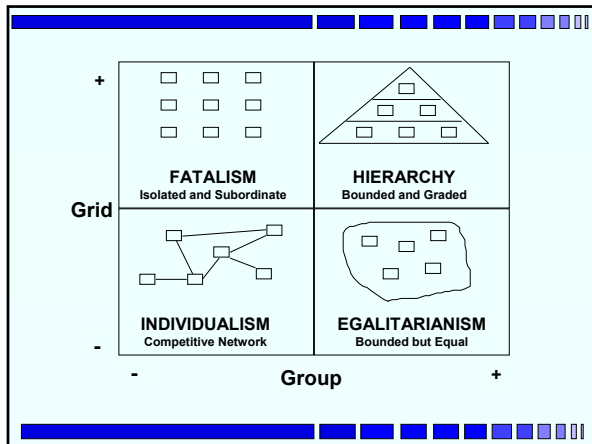 +
FATALISM
Isolated and Subordinate
HIERARCHY
Bounded and Graded
Grid
INDIVIDUALISM
Competitive Network
EGALITARIANISM
Bounded but Equal
-
-
Group
+